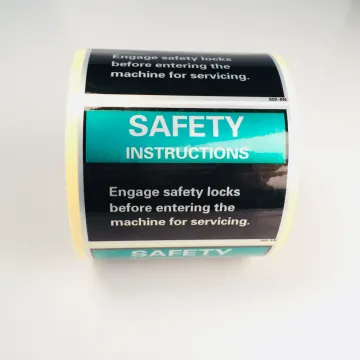 Engage safety locks
before entering the
machine for servicing.
SAFETY
INSTRUCTIONS
Engage safety locks
before entering the
machine for servicing.
SAFETY